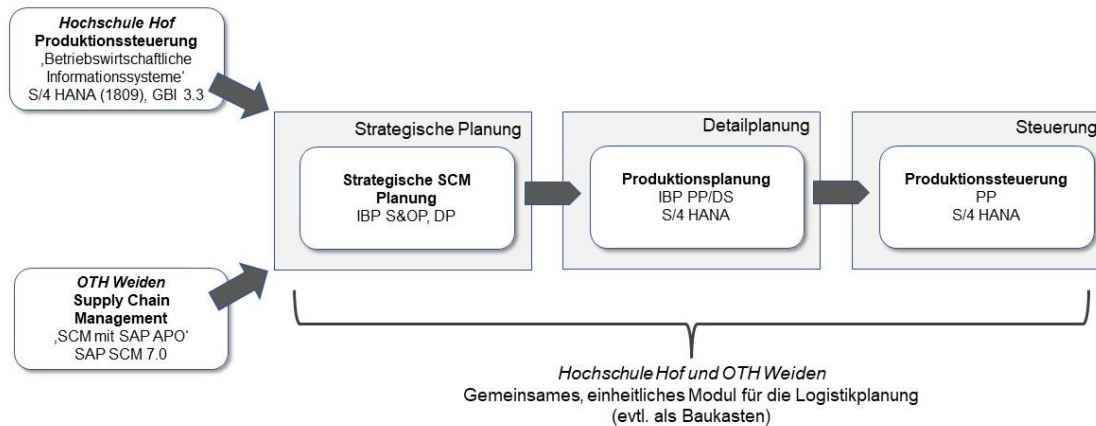 Hochschule Hof
Produktionssteuerung
‚Betriebswirtschaftliche
Informationssysteme‘
S/4 HANA (1809), GBI 3.3
Strategische Planung
Strategische SCM
Planung
IBP S&OP, DP
Detailplanung
Produktionsplanung
IBP PP/DS
S/4 HANA
Steuerung
Produktionssteuerung
PP
S/4 HANA
OTH Weiden
Supply Chain
Management
‚SCM mit SAP APO‘
SAP SCM 7.0
Hochschule Hof und OTH Weiden
Gemeinsames, einheitliches Modul für die Logistikplanung
(evtl. als Baukasten)